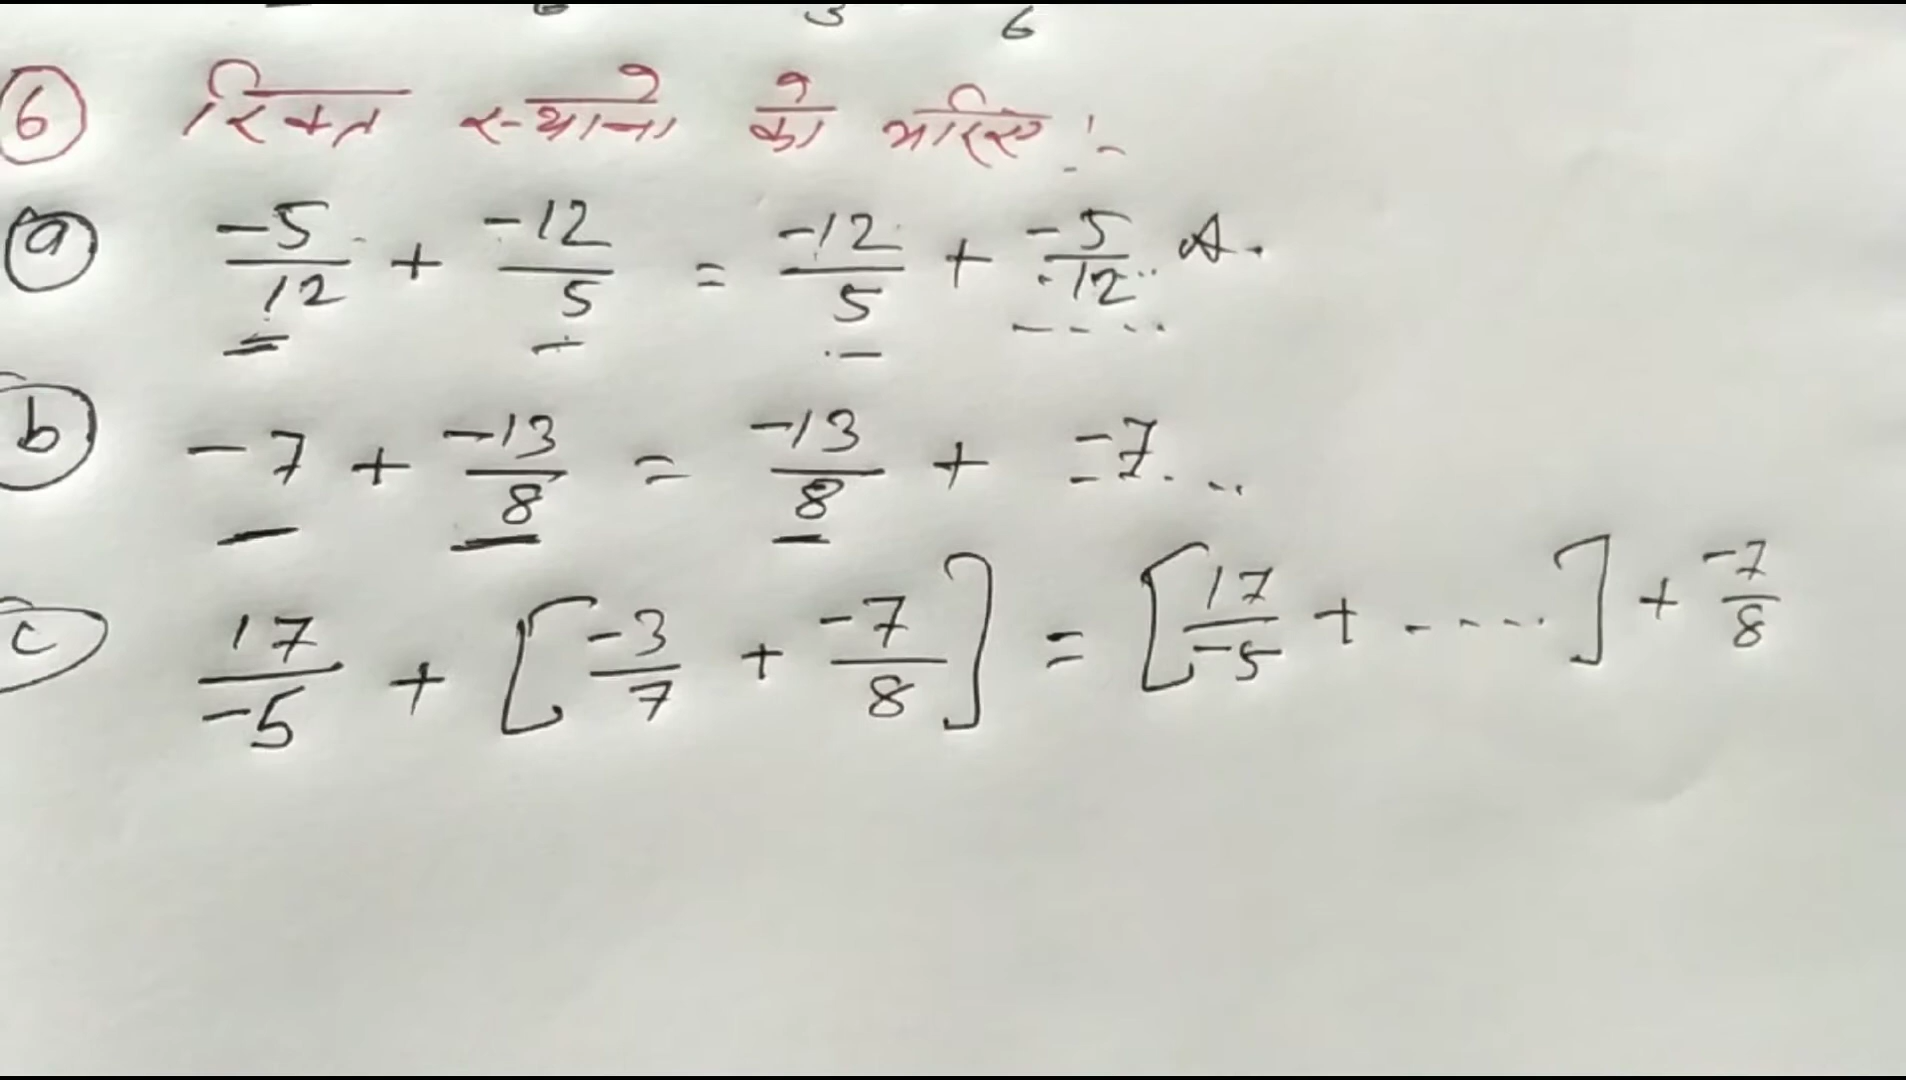 6 रिक्त स्थानो को भरिए :-
a -5/12 + -12/5 = -12/5 + -5/12 A.
b -7 + -13/8 = -13/8 + -7...
c 17/-5 + [-3/7 + -7/8] = [17/-5 + .....] + -7/8